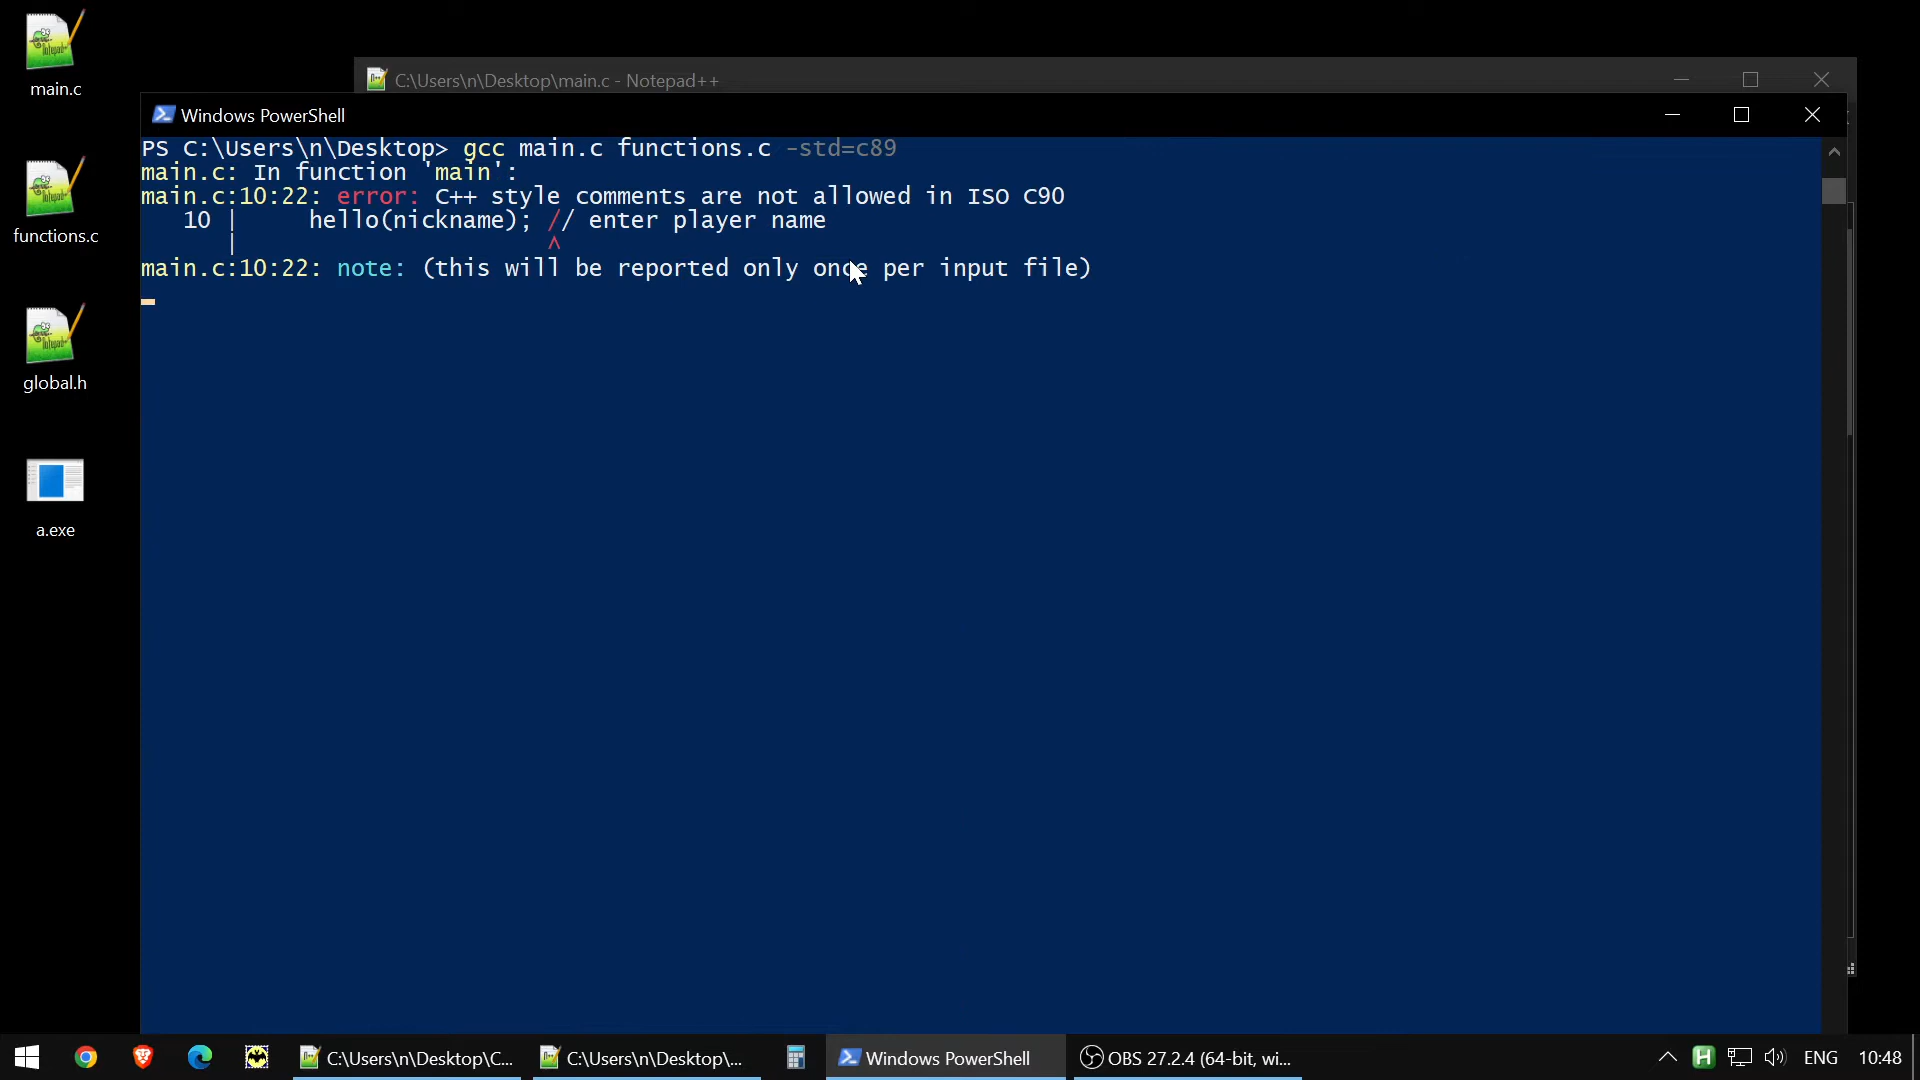 main.c
functions.c
global.h
a.exe
C:\Users\n\Desktop\main.c - Notepad++
Windows PowerShell
PS C:\Users\n\Desktop> gcc main.c functions.c -std=c89
main.c: In function 'main':
main.c:10:22: error: C++ style comments are not allowed in ISO C90
10 | hello(nickname); // enter player name
| ^
main.c:10:22: note: (this will be reported only once per input file)
C:\Users\n\Desktop\C...
C:\Users\n\Desktop\...
Windows PowerShell
OBS 27.2.4 (64-bit, wi...
ENG
10:48